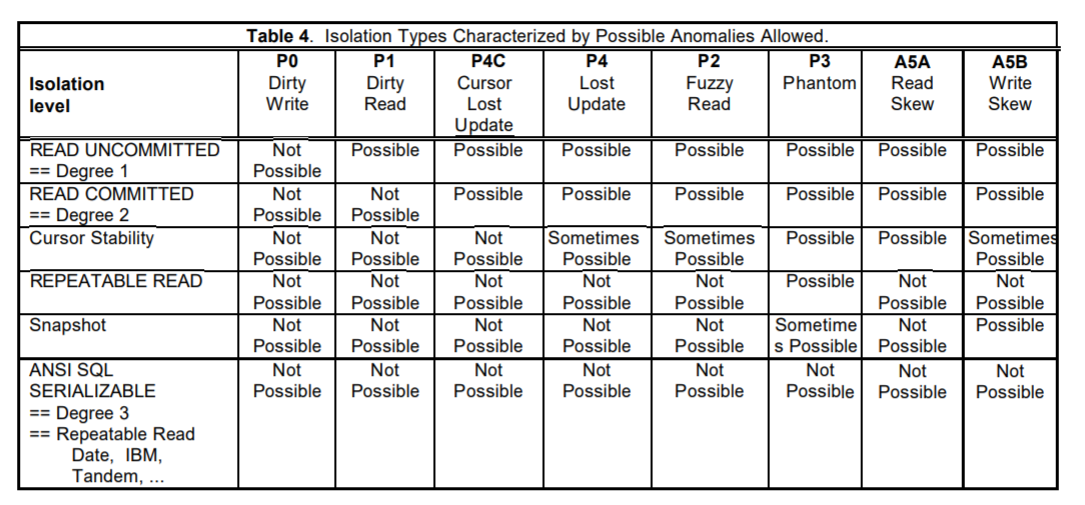 Table 4. Isolation Types Characterized by Possible Anomalies Allowed.
Isolation level P0 Dirty Write P1 Dirty Read P4C Cursor Lost Update P4 Lost Update P2 Fuzzy Read P3 Phantom A5A Read Skew A5B Write Skew
READ UNCOMMITTED == Degree 1 Not Possible Possible Possible Possible Possible Possible Possible Possible
READ COMMITTED == Degree 2 Not Possible Not Possible Possible Possible Possible Possible Possible Possible
Cursor Stability Not Possible Not Possible Not Possible Sometimes Possible Sometimes Possible Possible Possible Sometimes Possible
REPEATABLE READ Not Possible Not Possible Not Possible Not Possible Not Possible Possible Not Possible Not Possible
Snapshot Not Possible Not Possible Not Possible Not Possible Not Possible Sometime s Possible Not Possible Possible
ANSI SQL SERIALIZABLE == Degree 3 == Repeatable Read Date, IBM, Tandem, ... Not Possible Not Possible Not Possible Not Possible Not Possible Not Possible Not Possible Not Possible